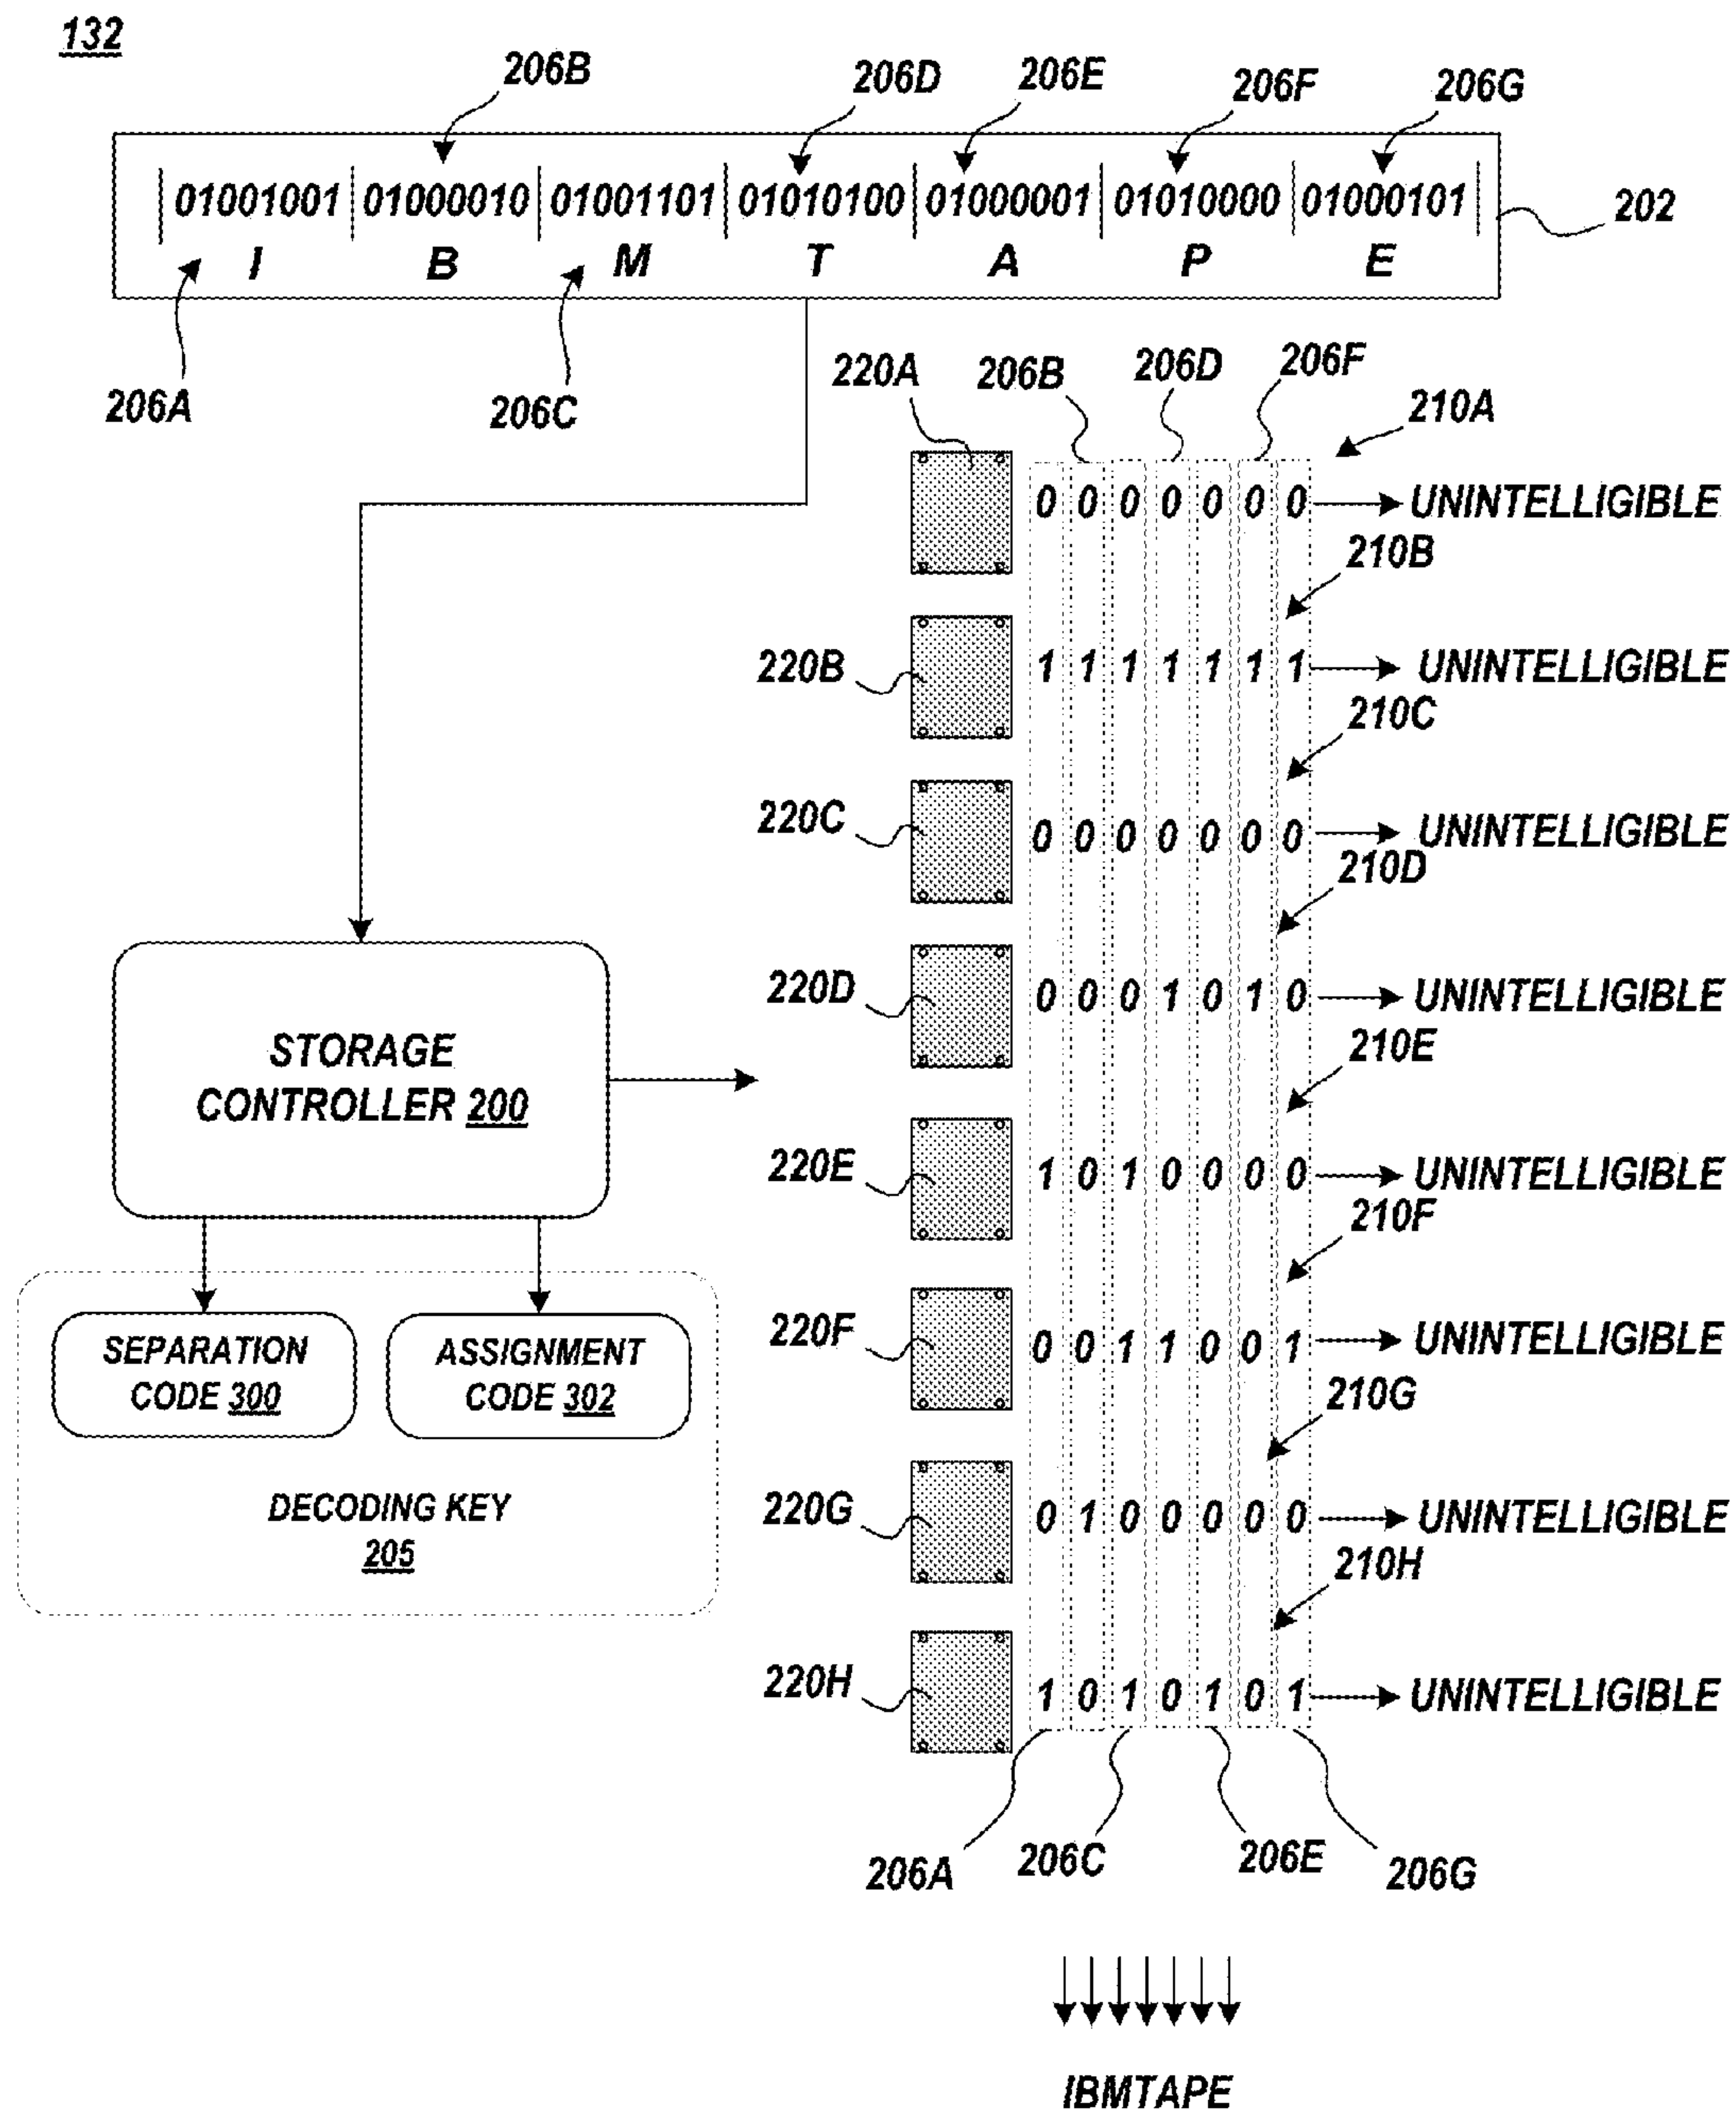 132
206B
206D
206E
206F
206G
01001001 01000010 01001101 01010100 01000001 01010000 01000101
I B M T A P E
202
206A
206C
220A
206B
206D
206F
210A
0 0 0 0 0 0 0 UNINTELLIGIBLE
210B
220B
1 1 1 1 1 1 1 UNINTELLIGIBLE
210C
220C
0 0 0 0 0 0 0 UNINTELLIGIBLE
210D
220D
0 0 0 1 0 1 0 UNINTELLIGIBLE
210E
STORAGE
CONTROLLER 200
220E
1 0 1 0 0 0 0 UNINTELLIGIBLE
210F
220F
0 0 1 1 0 0 1 UNINTELLIGIBLE
SEPARATION
CODE 300
ASSIGNMENT
CODE 302
210G
DECODING KEY
205
220G
0 1 0 0 0 0 0 UNINTELLIGIBLE
210H
220H
1 0 1 0 1 0 1 UNINTELLIGIBLE
206A
206C
206E
206G
IBMTAPE